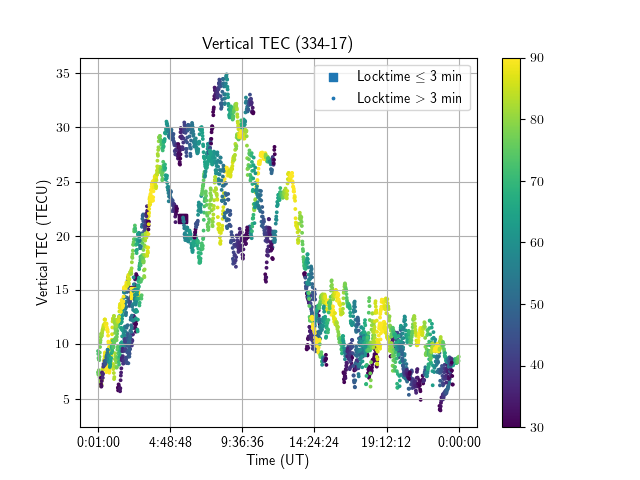 Vertical TEC (334-17)
Locktime ≤ 3 min
Locktime > 3 min
Vertical TEC (TECU)
35
30
25
20
15
10
5
0:01:00 4:48:48 9:36:36 14:24:24 19:12:12 0:00:00
Time (UT)
90
80
70
60
50
40
30